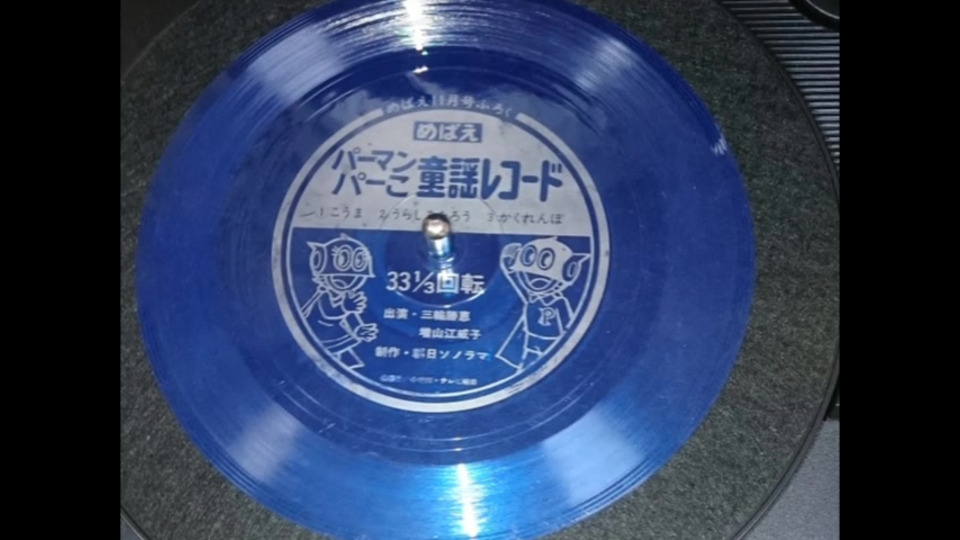 めばえ11月号ふろく
めばえ
パーマン
パーこ 童謡レコード
1.こうま 2.うらしまたろう 3.かくれんぼ
33 1/3回転
出演・三輪勝恵
増山江威子
制作・朝日ソノラマ
P